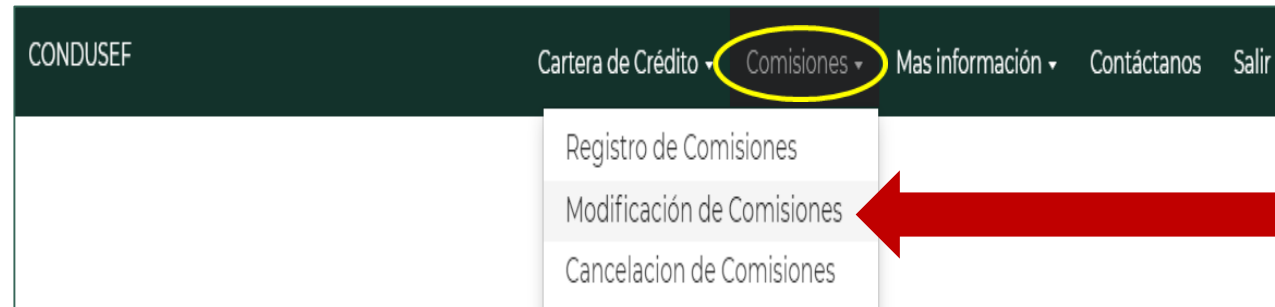 CONDUSEF Cartera de Crédito Comisiones Mas información Contáctanos Salir
Registro de Comisiones
Modificación de Comisiones
Cancelacion de Comisiones